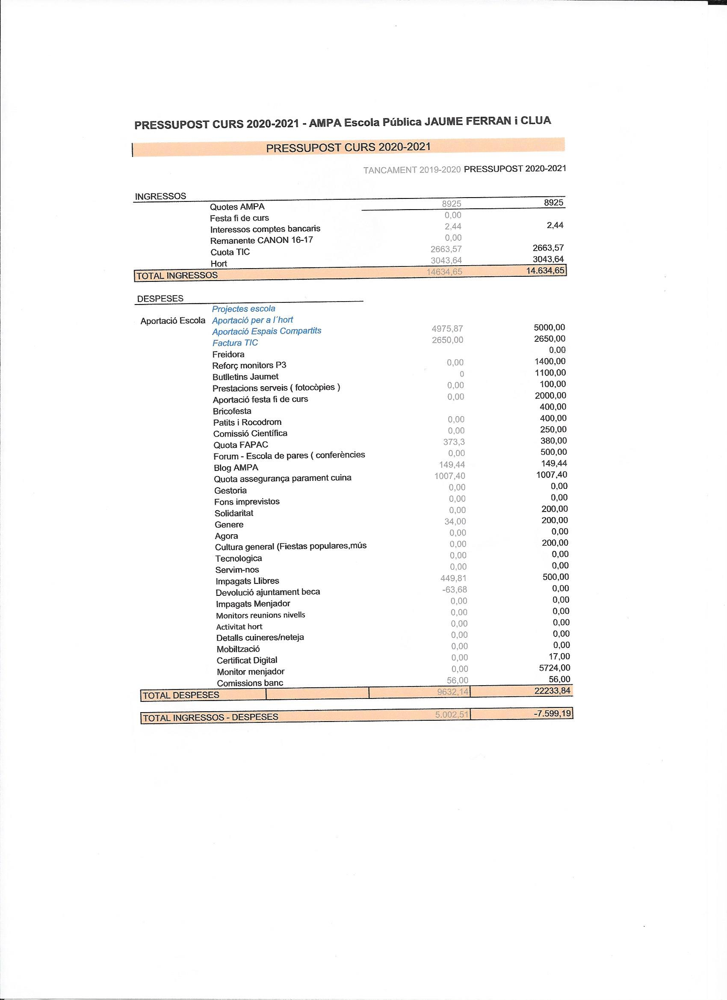 PRESSUPOST CURS 2020-2021 - AMPA Escola Pública JAUME FERRAN i CLUA
PRESSUPOST CURS 2020-2021
TANCAMENT 2019-2020 PRESSUPOST 2020-2021
INGRESSOS
Quotes AMPA 8925 8925
Festa fi de curs 0,00
Interessos comptes bancaris 2,44 2,44
Remanente CANON 16-17 0,00
Cuota TIC 2663,57 2663,57
Hort 3043,64 3043,64
TOTAL INGRESSOS 14634,65 14.634,65
DESPESES
Projectes escola
Aportació Escola Aportació per a l´hort
Aportació Espais Compartits 4975,87 5000,00
Factura TIC 2650,00 2650,00
Freidora 0.00
Reforç monitors P3 0,00 1400,00
Butlletins Jaumet 0 1100,00
Prestacions serveis ( fotocòpies ) 0,00 100,00
Aportació festa fi de curs 0,00 2000,00
Bricofesta 400,00
Patits i Rocodrom 0,00 400,00
Comissió Científica 0,00 250,00
Quota FAPAC 373,3 380,00
Forum - Escola de pares ( conferències 0,00 500,00
Blog AMPA 149,44 149,44
Quota assegurança parament cuina 1007,40 1007,40
Gestoria 0,00 0,00
Fons imprevistos 0,00 0,00
Solidaritat 0,00 200,00
Genere 34,00 200,00
Agora 0,00 0,00
Cultura general (Fiestas populares,mús 0,00 200,00
Tecnologica 0,00 0,00
Servim-nos 0,00 0,00
Impagats Llibres 449,81 500,00
Devolució ajuntament beca -63,68 0,00
Impagats Menjador 0,00 0,00
Monitors reunions nivells 0,00 0,00
Activitat hort 0,00 0,00
Detalls cuineres/neteja 0,00 0,00
Mobiltzació 0,00 0,00
Certificat Digital 0,00 17,00
Monitor menjador 0,00 5724,00
Comissions banc 56,00 56,00
TOTAL DESPESES 9632,14 22233,84
TOTAL INGRESSOS - DESPESES 5.002,51 -7.599,19